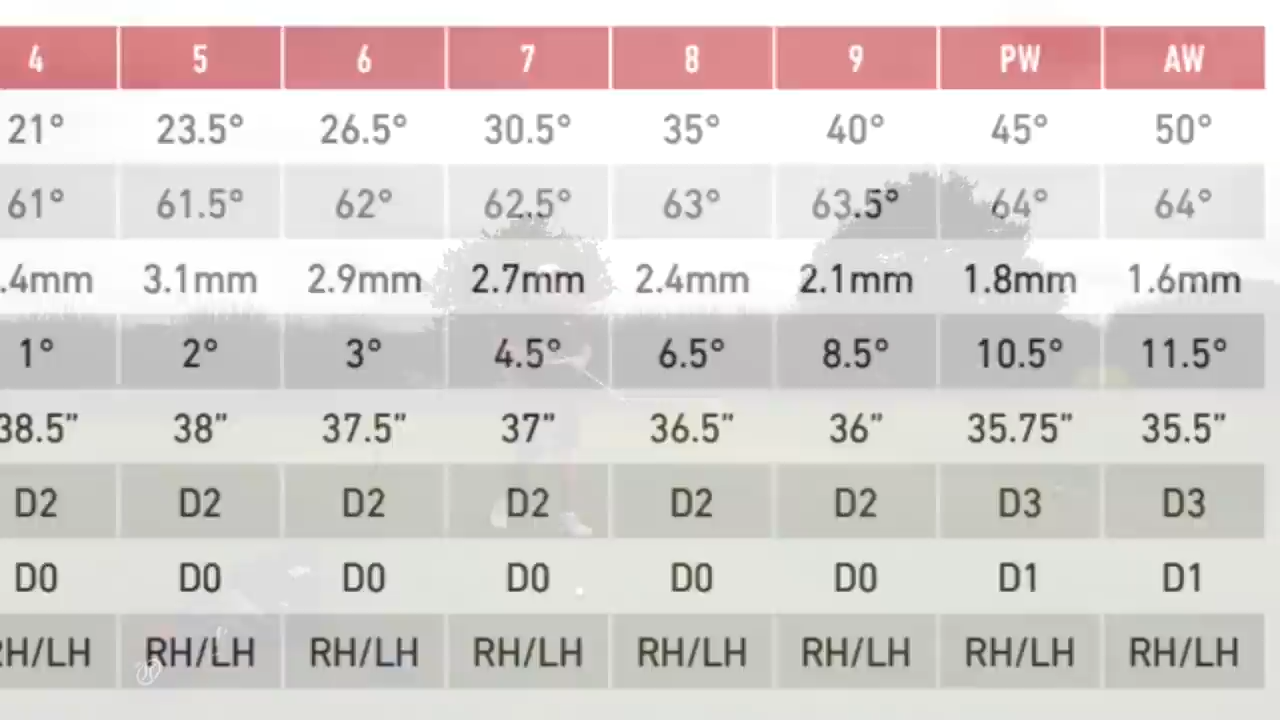 4 5 6 7 8 9 PW AW
21° 23.5° 26.5° 30.5° 35° 40° 45° 50°
61° 61.5° 62° 62.5° 63° 63.5° 64° 64°
.4mm 3.1mm 2.9mm 2.7mm 2.4mm 2.1mm 1.8mm 1.6mm
1° 2° 3° 4.5° 6.5° 8.5° 10.5° 11.5°
38.5” 38” 37.5” 37” 36.5” 36” 35.75” 35.5”
D2 D2 D2 D2 D2 D2 D3 D3
D0 D0 D0 D0 D0 D0 D1 D1
RH/LH RH/LH RH/LH RH/LH RH/LH RH/LH RH/LH RH/LH